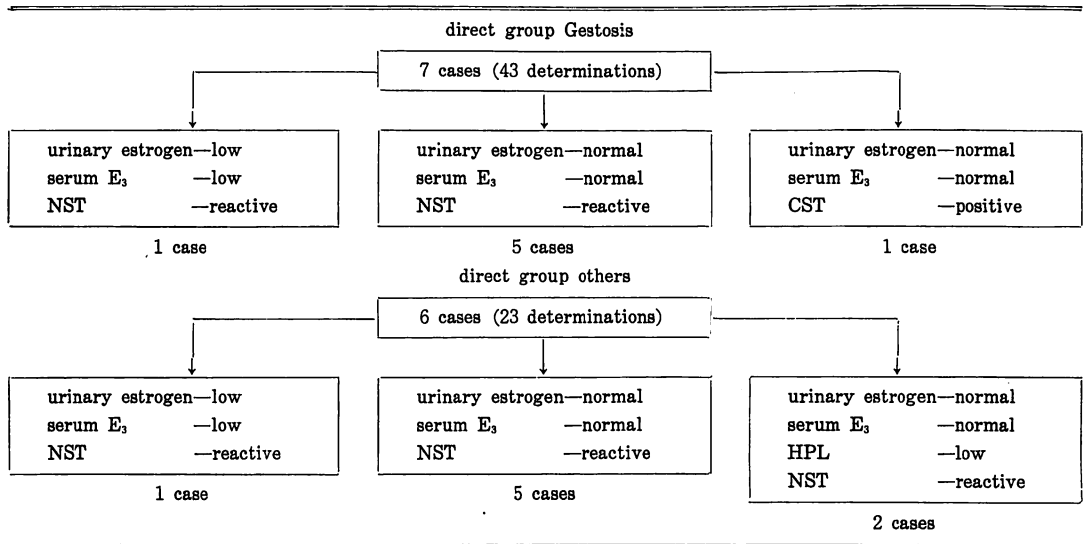 direct group Gestosis
7 cases (43 determinations)
urinary estrogen—low
serum E₃ —low
NST —reactive
1 case
urinary estrogen—normal
serum E₃ —normal
NST —reactive
5 cases
urinary estrogen—normal
serum E₃ —normal
CST —positive
1 case
direct group others
6 cases (23 determinations)
urinary estrogen—low
serum E₃ —low
NST —reactive
1 case
urinary estrogen—normal
serum E₃ —normal
NST —reactive
5 cases
urinary estrogen—normal
serum E₃ —normal
HPL —low
NST —reactive
2 cases